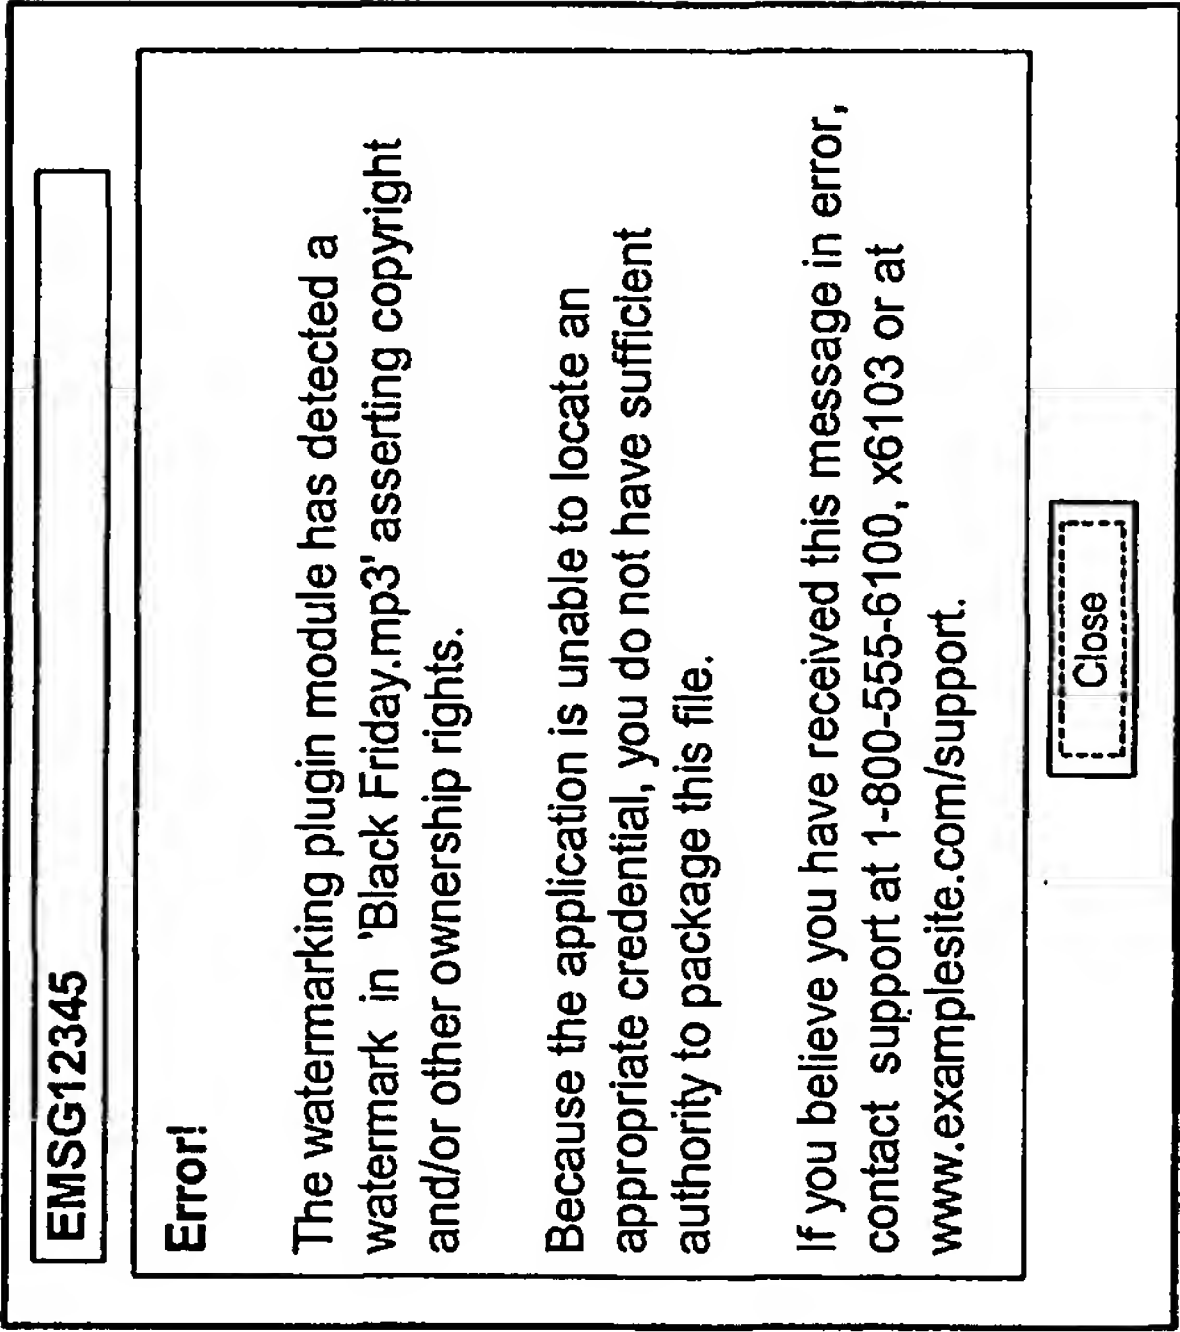 EMSG12345
Error!
The watermarking plugin module has detected a
watermark in 'Black Friday.mp3' asserting copyright
and/or other ownership rights.
Because the application is unable to locate an
appropriate credential, you do not have sufficient
authority to package this file.
If you believe you have received this message in error,
contact support at 1-800-555-6100, x6103 or at
www.examplesite.com/support.
Close